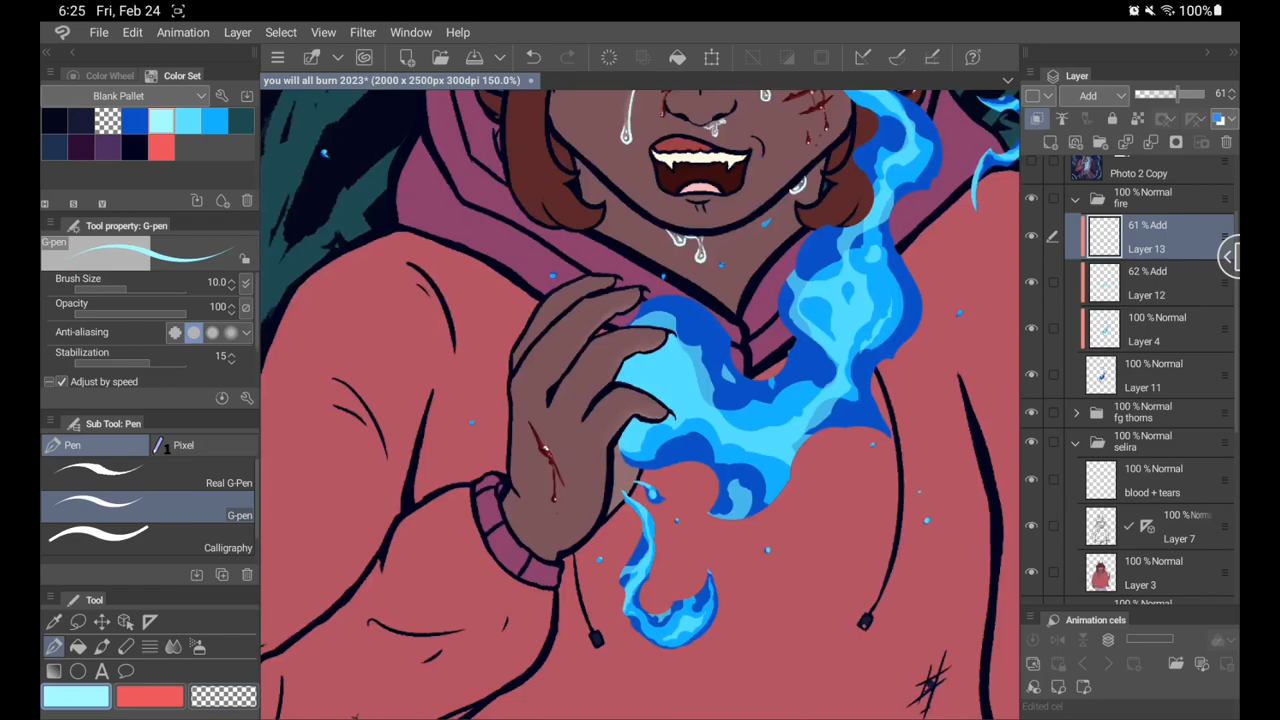 6:25 Fri, Feb 24
100%
File Edit Animation Layer Select View Filter Window Help
you will all burn 2023* (2000 x 2500px 300dpi 150.0%)
Color Wheel Color Set
Blank Pallet
H S V
Tool property: G-pen
G-pen
Brush Size 10.0
Opacity 100
Anti-aliasing
Stabilization 15
Adjust by speed
Sub Tool: Pen
Pen Pixel
Real G-Pen
G-pen
Calligraphy
Tool
Layer
Add 61
Photo 2 Copy
100 % Normal
fire
61 % Add
Layer 13
62 % Add
Layer 12
100 % Normal
Layer 4
100 % Normal
Layer 11
100 % Normal
fg thorns
100 % Normal
selira
100 % Normal
blood + tears
100 % Norm
Layer 7
100 % Normal
Layer 3
100 % Normal
Animation cels
Edited cel